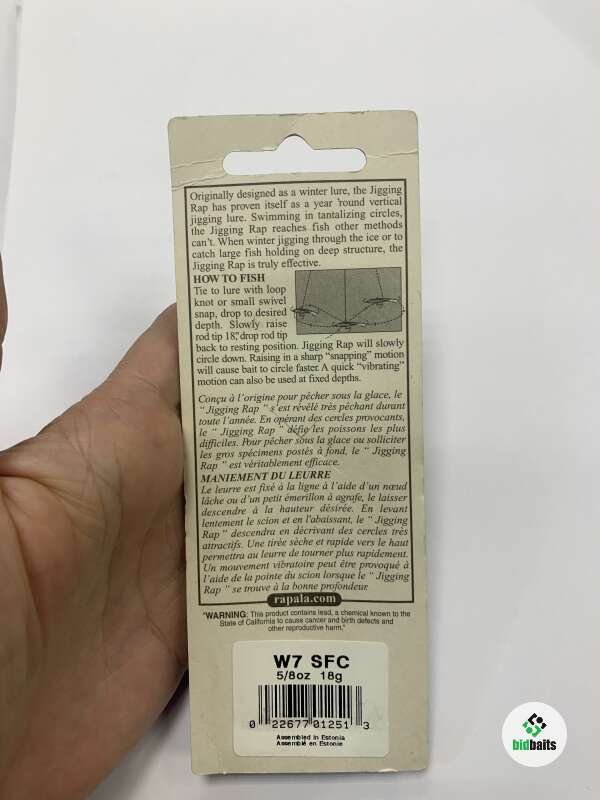 Originally designed as a winter lure, the Jigging
Rap has proven itself as a year 'round vertical
jigging lure. Swimming in tantalizing circles,
the Jigging Rap reaches fish other methods
can't. When winter jigging through the ice or to
catch large fish holding on deep structure, the
Jigging Rap is truly effective.
HOW TO FISH
Tie to lure with loop
knot or small swivel
snap, drop to desired
depth. Slowly raise
rod tip 18," drop rod tip
back to resting position. Jigging Rap will slowly
circle down. Raising in a sharp "snapping" motion
will cause bait to circle faster. A quick "vibrating"
motion can also be used at fixed depths.
Conçu à l'origine pour pêcher sous la glace, le
" Jigging Rap " s'est révélé très pêchant durant
toute l'année. En opérant des cercles provocants,
le " Jigging Rap " défie les poissons les plus
difficiles. Pour pêcher sous la glace ou solliciter
les gros spécimens postés à fond, le " Jigging
Rap " est véritablement efficace.
MANIEMENT DU LEURRE
Le leurre est fixé à la ligne à l'aide d'un nœud
lâche ou d'un petit émerillon à agrafe, le laisser
descendre à la hauteur désirée. En levant
lentement le scion et en l'abaissant, le " Jigging
Rap " descendra en décrivant des cercles très
attractifs. Une tirée sèche et rapide vers le haut
permettra au leurre de tourner plus rapidement.
Un mouvement vibratoire peut être provoqué à
l'aide de la pointe du scion lorsque le " Jigging
Rap " se trouve à la bonne profondeur
rapala.com
"WARNING: This product contains lead, a chemical known to the
State of California to cause cancer and birth defects and
other reproductive harm."
W7 SFC
5/8oz 18g
0 22677 01251 3
Assembled in Estonia
Assemblé en Estonie
bidbaits